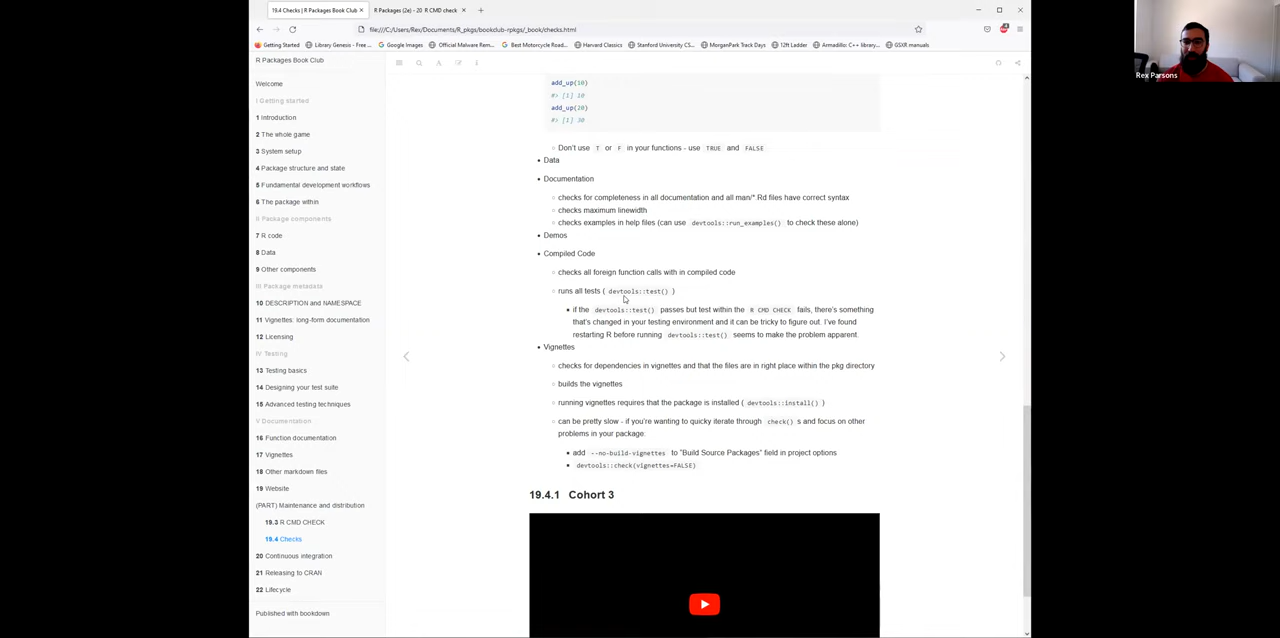 19.4 Checks | R Packages Book Club
R Packages (2e) - 20 R CMD check
file:///C:/Users/Rex/Documents/R_pkgs/bookclub-rpkgs/_book/checks.html
Getting Started
Library Genesis - Free ...
Google Images
Official Malware Rem...
Best Motorcycle Road...
Harvard Classics
Stanford University CS...
MorganPark Track Days
12ft Ladder
Armadillo: C++ library...
GSXR manuals
Rex Parsons
R Packages Book Club
Welcome
I Getting started
1 Introduction
2 The whole game
3 System setup
4 Package structure and state
5 Fundamental development workflows
6 The package within
II Package components
7 R code
8 Data
9 Other components
III Package metadata
10 DESCRIPTION and NAMESPACE
11 Vignettes: long-form documentation
12 Licensing
IV Testing
13 Testing basics
14 Designing your test suite
15 Advanced testing techniques
V Documentation
16 Function documentation
17 Vignettes
18 Other markdown files
19 Website
(PART) Maintenance and distribution
19.3 R CMD CHECK
19.4 Checks
20 Continuous integration
21 Releasing to CRAN
22 Lifecycle
Published with bookdown
add_up(10)
#> [1] 10
add_up(20)
#> [1] 30
Don't use T or F in your functions - use TRUE and FALSE
Data
Documentation
checks for completeness in all documentation and all man/* Rd files have correct syntax
checks maximum linewidth
checks examples in help files (can use devtools::run_examples() to check these alone)
Demos
Compiled Code
checks all foreign function calls with in compiled code
runs all tests ( devtools::test() )
if the devtools::test() passes but test within the R CMD CHECK fails, there's something
that's changed in your testing environment and it can be tricky to figure out. I've found
restarting R before running devtools::test() seems to make the problem apparent.
Vignettes
checks for dependencies in vignettes and that the files are in right place within the pkg directory
builds the vignettes
running vignettes requires that the package is installed ( devtools::install() )
can be pretty slow - if you're wanting to quicky iterate through check() s and focus on other
problems in your package:
add --no-build-vignettes to "Build Source Packages" field in project options
devtools::check(vignettes=FALSE)
19.4.1 Cohort 3